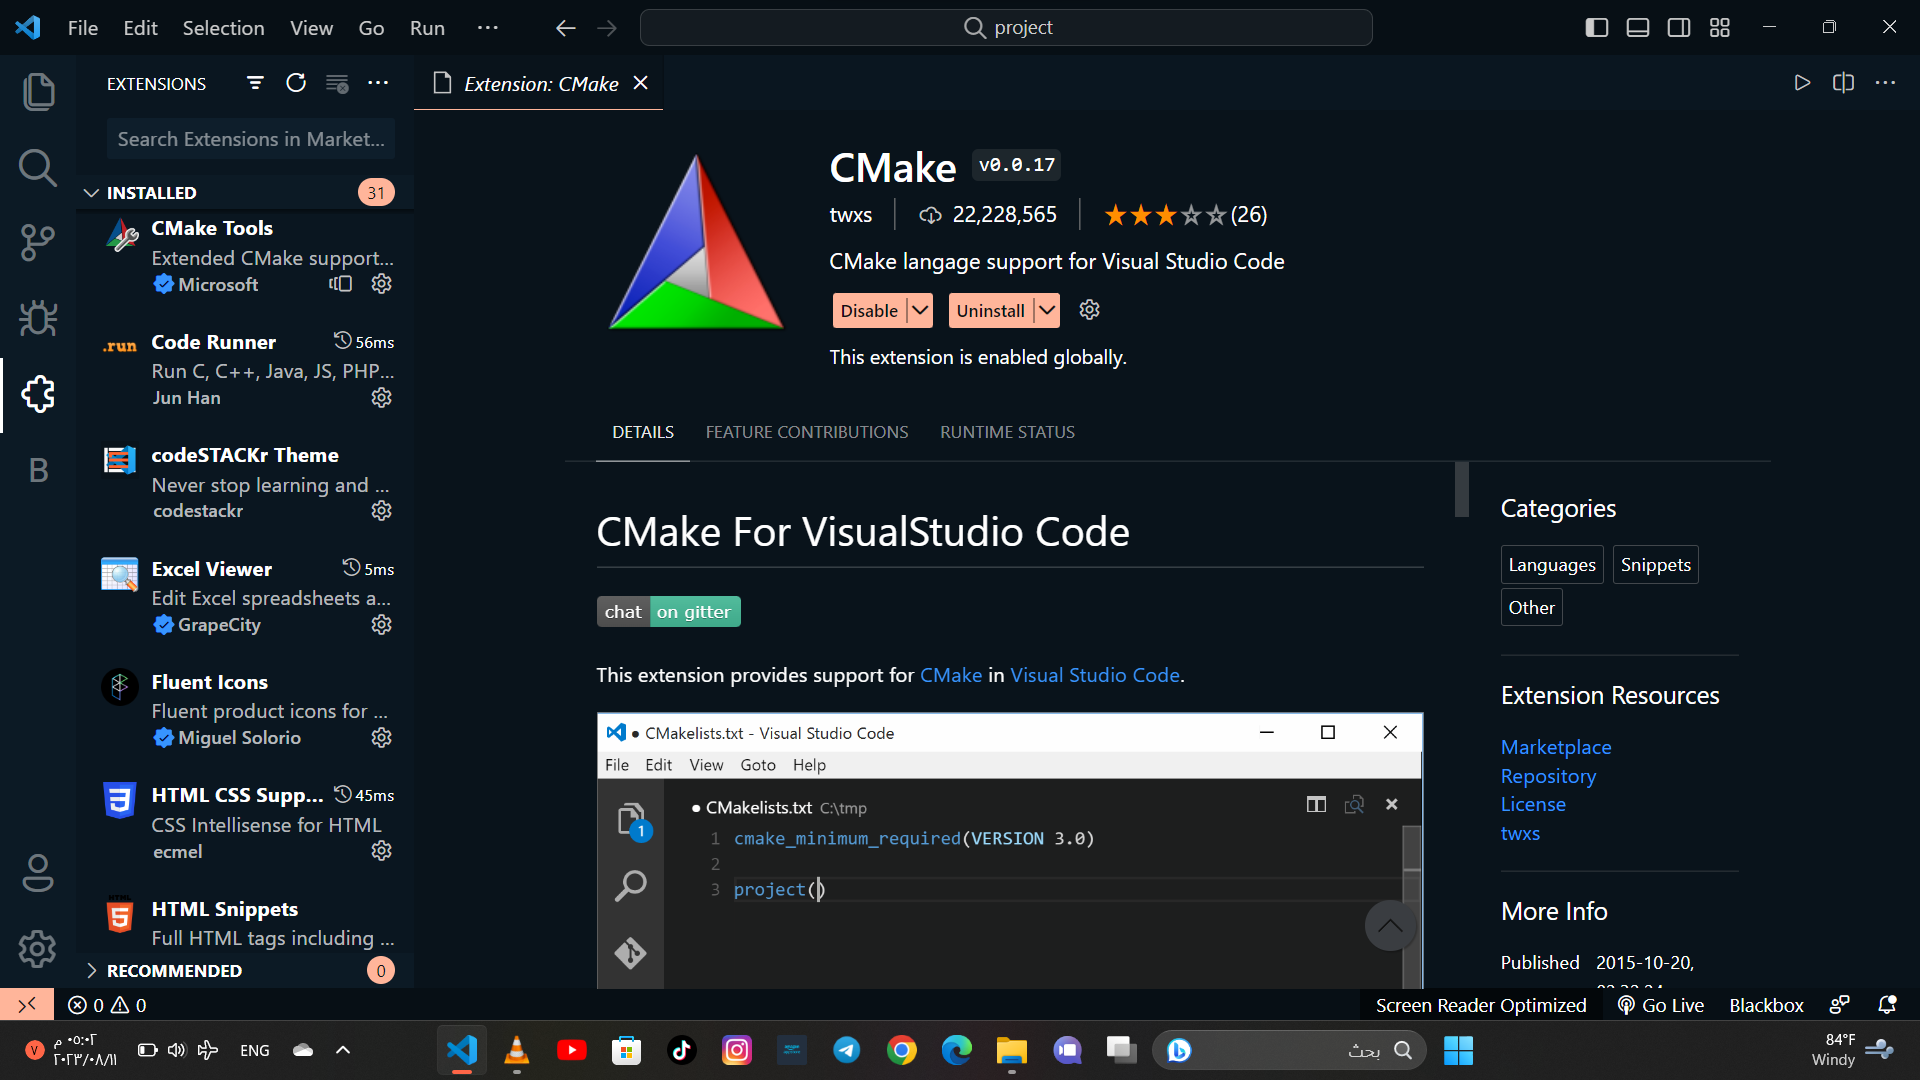 File Edit Selection View Go Run ···
project
EXTENSIONS
Search Extensions in Market...
INSTALLED 31
CMake Tools
Extended CMake support...
Microsoft
.run
Code Runner 56ms
Run C, C++, Java, JS, PHP...
Jun Han
codeSTACKr Theme
Never stop learning and ...
codestackr
Excel Viewer 5ms
Edit Excel spreadsheets a...
GrapeCity
Fluent Icons
Fluent product icons for ...
Miguel Solorio
HTML CSS Supp... 45ms
CSS Intellisense for HTML
ecmel
HTML Snippets
Full HTML tags including ...
RECOMMENDED 0
B
Extension: CMake
CMake v0.0.17
twxs 22,228,565 (26)
CMake langage support for Visual Studio Code
Disable Uninstall
This extension is enabled globally.
DETAILS FEATURE CONTRIBUTIONS RUNTIME STATUS
CMake For VisualStudio Code
chat on gitter
This extension provides support for CMake in Visual Studio Code.
● CMakelists.txt - Visual Studio Code
File Edit View Goto Help
● CMakelists.txt C:\tmp
1
1 cmake_minimum_required(VERSION 3.0)
2
3 project()
Categories
Languages Snippets
Other
Extension Resources
Marketplace
Repository
License
twxs
More Info
Published 2015-10-20,
0 0
Screen Reader Optimized Go Live Blackbox
V
٠٥:٠٢ م
٢٠٢٣/٠٨/١١
ENG
بحث
84°F
Windy